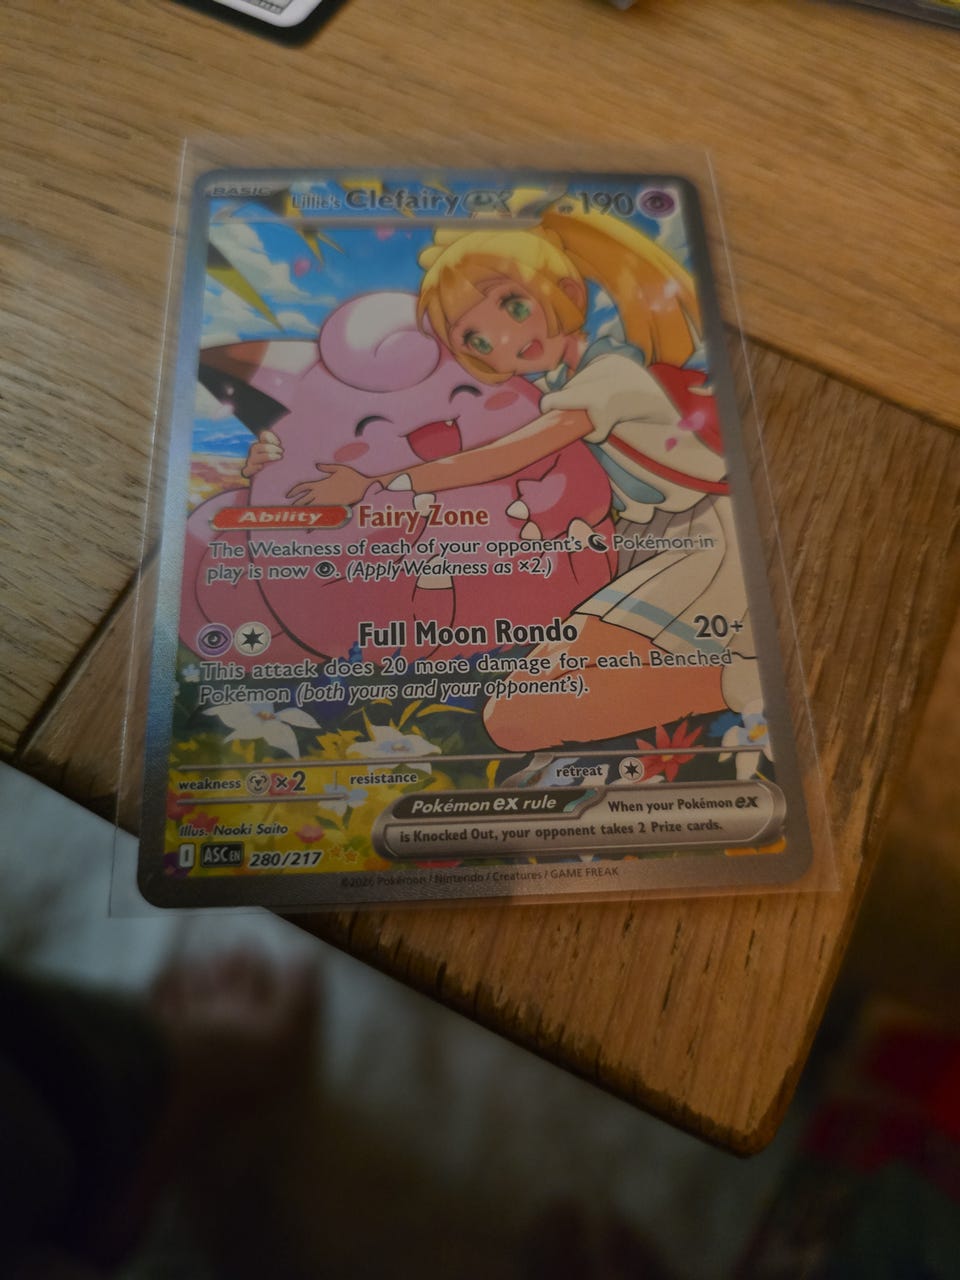 BASIC Lillie's Clefairy ex HP 190
Ability Fairy Zone
The Weakness of each of your opponent's Pokémon in
play is now . (Apply Weakness as ×2.)
Full Moon Rondo 20+
This attack does 20 more damage for each Benched
Pokémon (both yours and your opponent's).
weakness ×2 resistance retreat
Pokémon ex rule When your Pokémon ex
is Knocked Out, your opponent takes 2 Prize cards.
Illus. Naoki Saito
I ASC EN 280/217
©2026 Pokémon / Nintendo / Creatures / GAME FREAK